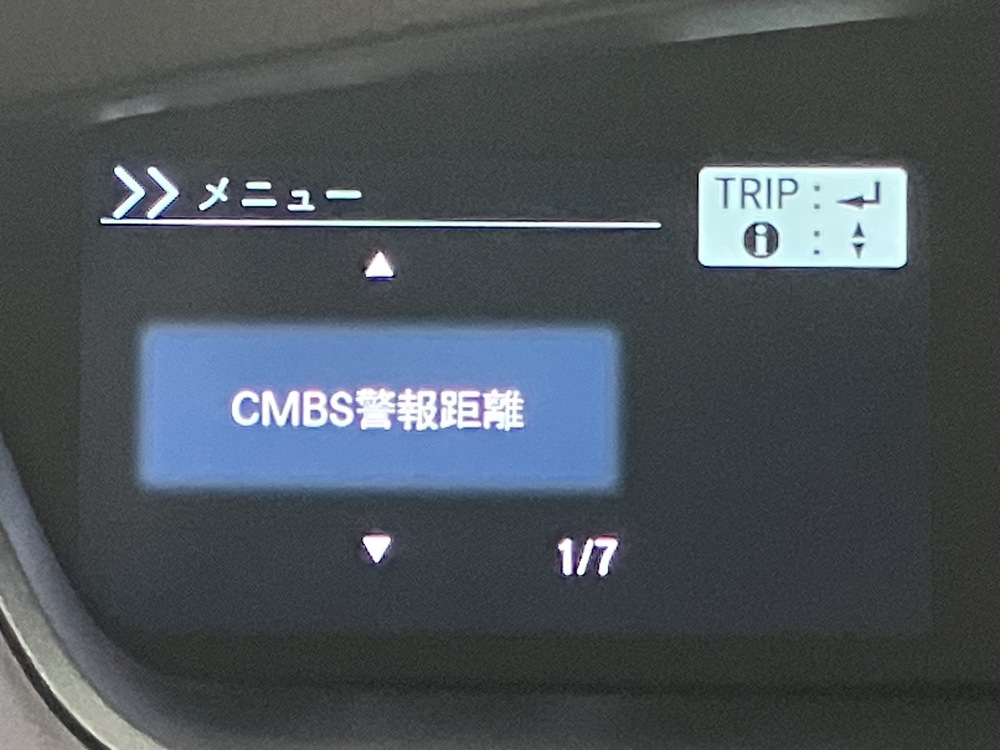 >> メニュー
TRIP : ↵
i : ▲▼
▲
CMBS警報距離
▼
1/7